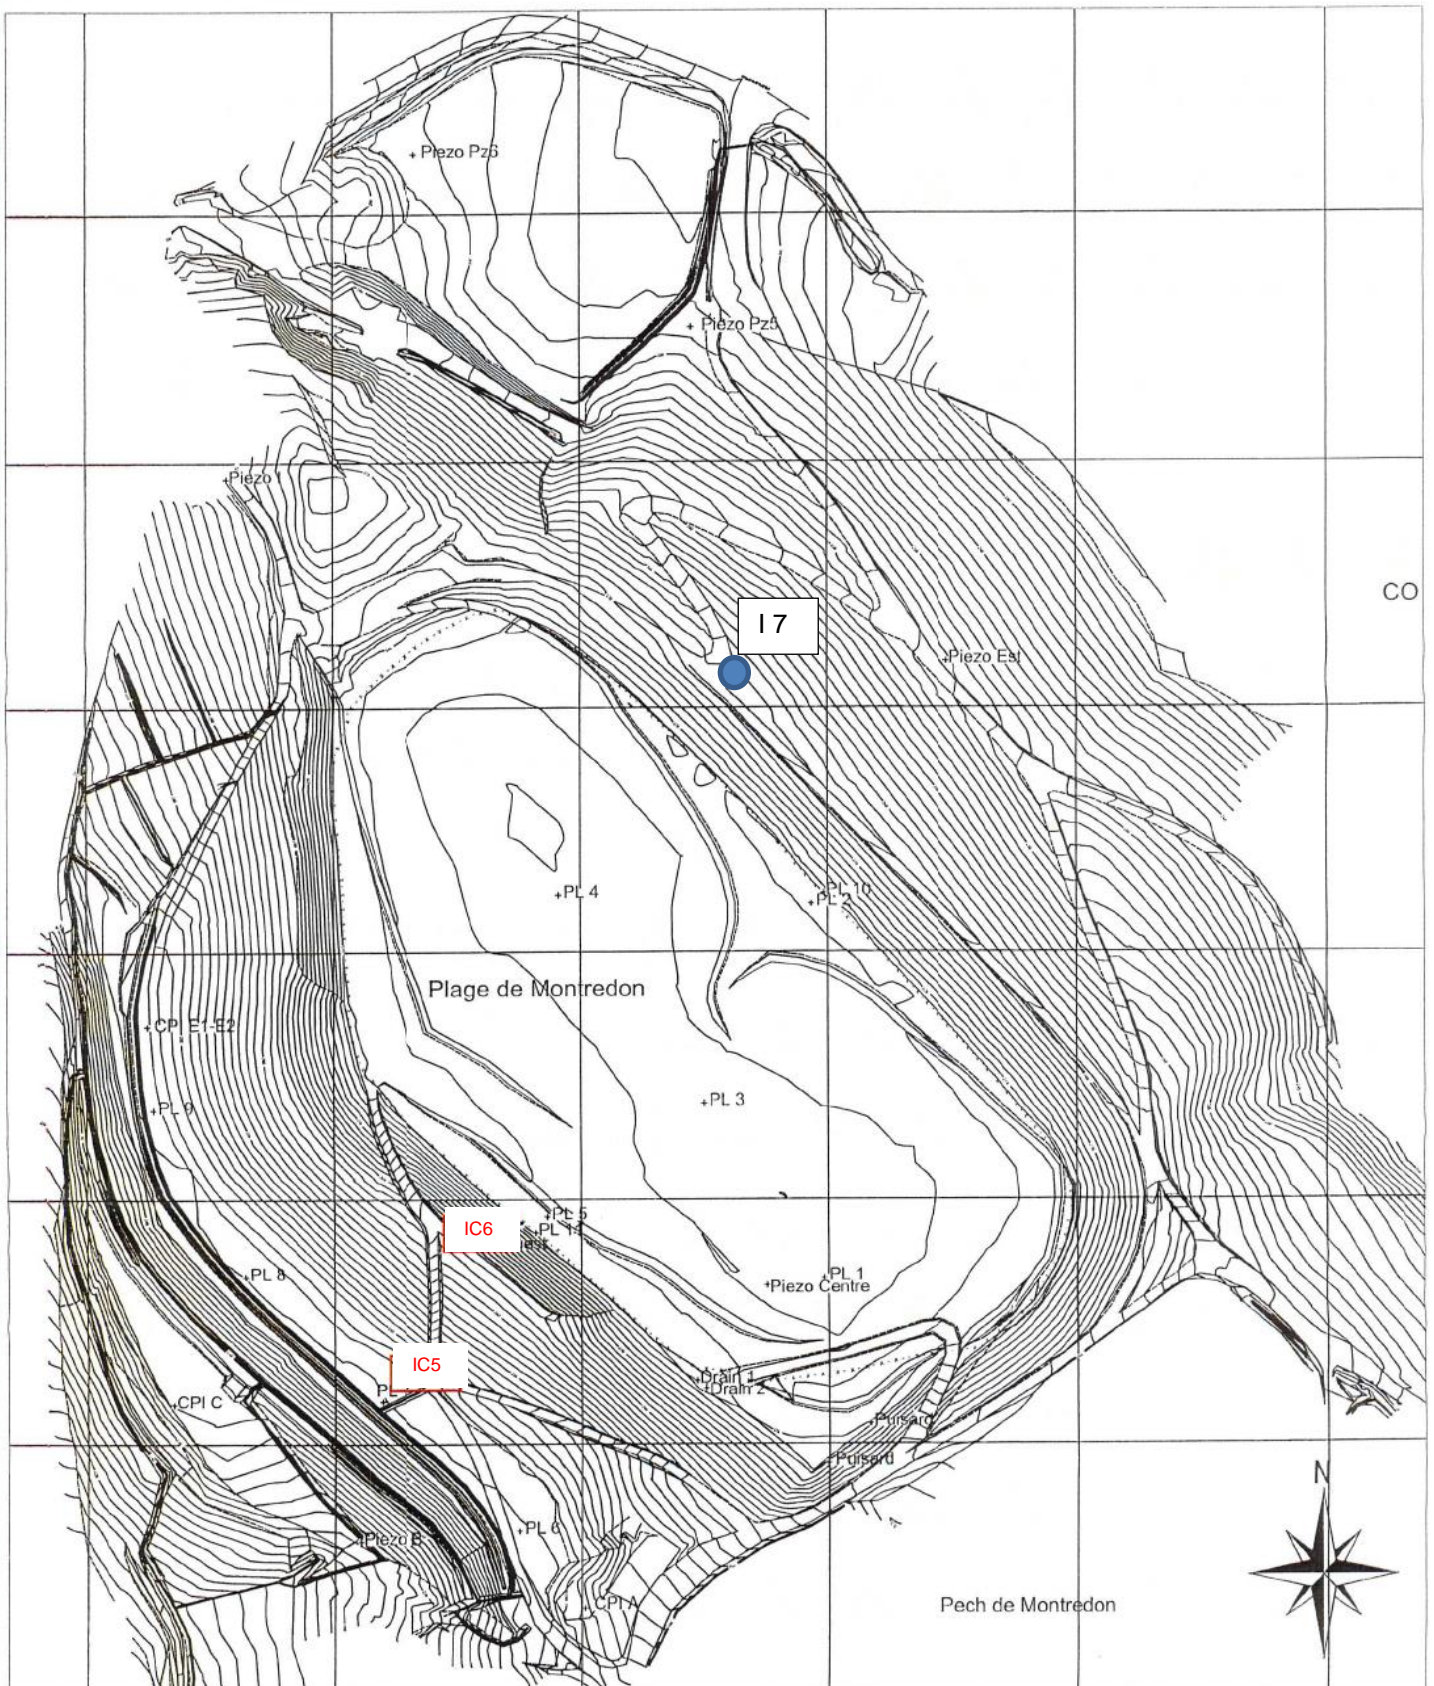 Piezo Pz6
Piezo Pz5
Piezo
CO
I 7
Piezo Est
PL 10
PL 4
PL 2
Plage de Montredon
CPI E1-E2
PL 3
PL 9
PL 5
IC6
PL 8
PL 1
Piezo Centre
IC5
Drain 1
Drain 2
PL
CPI C
Puisard
Puisard
N
PL 6
Piezo B
CPI A
Pech de Montredon